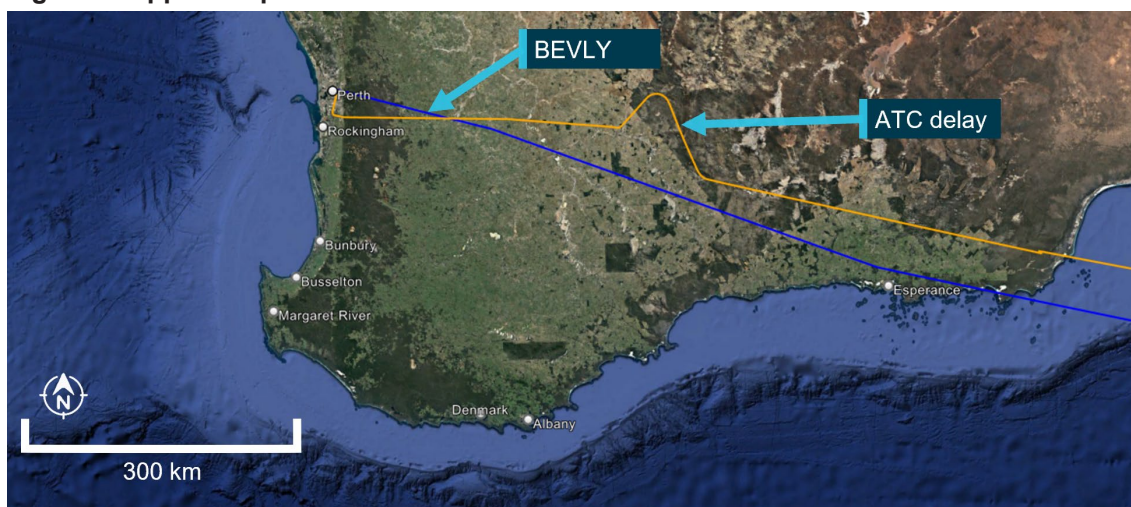 BEVLY
Perth
ATC delay
Rockingham
Bunbury
Busselton
Esperance
Margaret River
N
Denmark
Albany
300 km